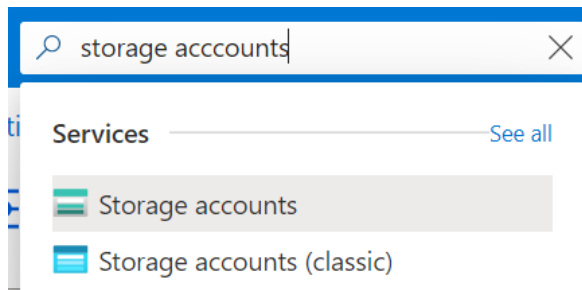 storage acccounts
Services
See all
Storage accounts
Storage accounts (classic)